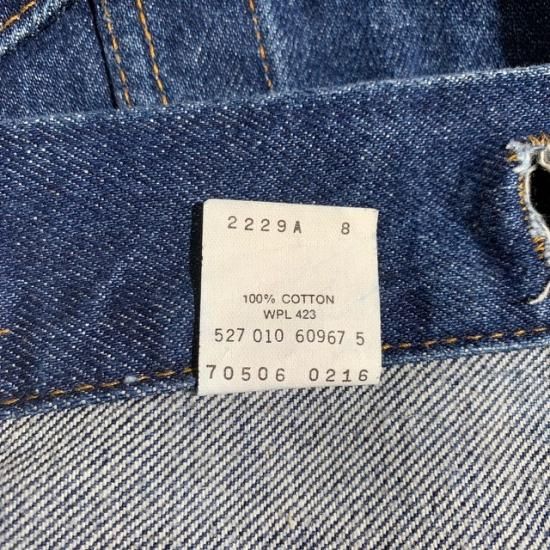 2229A 8
100% COTTON
WPL 423
527 010 60967 5
70506 0216